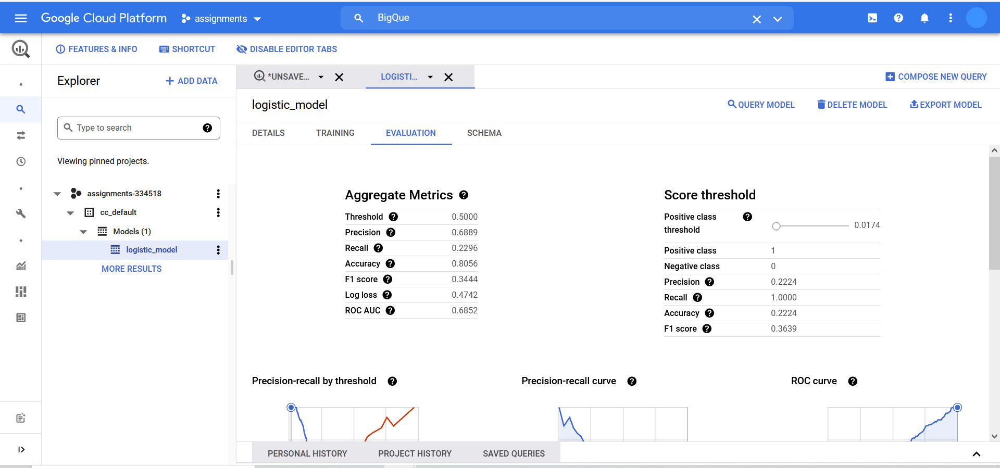 Google Cloud Platform
assignments
BigQue
FEATURES & INFO
SHORTCUT
DISABLE EDITOR TABS
Explorer
ADD DATA
*UNSAVE...
LOGISTI...
COMPOSE NEW QUERY
logistic_model
QUERY MODEL
DELETE MODEL
EXPORT MODEL
Type to search
DETAILS
TRAINING
EVALUATION
SCHEMA
Viewing pinned projects.
assignments-334518
cc_default
Models (1)
logistic_model
MORE RESULTS
Aggregate Metrics
Threshold 0.5000
Precision 0.6889
Recall 0.2296
Accuracy 0.8056
F1 score 0.3444
Log loss 0.4742
ROC AUC 0.6852
Score threshold
Positive class
threshold
0.0174
Positive class 1
Negative class 0
Precision 0.2224
Recall 1.0000
Accuracy 0.2224
F1 score 0.3639
Precision-recall by threshold
Precision-recall curve
ROC curve
PERSONAL HISTORY
PROJECT HISTORY
SAVED QUERIES